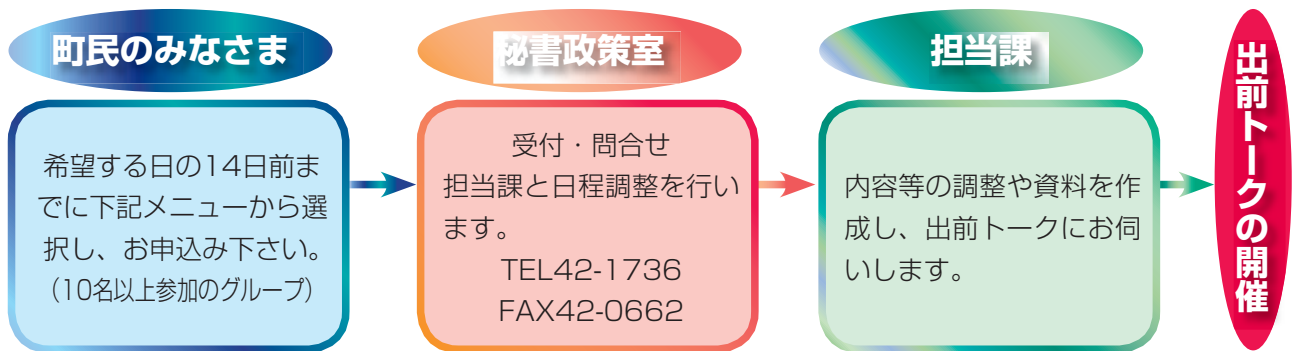 町民のみなさま
希望する日の14日前ま
でに下記メニューから選
択し、お申込み下さい。
（10名以上参加のグループ）
秘書政策室
受付・問合せ
担当課と日程調整を行い
ます。
TEL42-1736
FAX42-0662
担当課
内容等の調整や資料を作
成し、出前トークにお伺
いします。
出前トークの開催